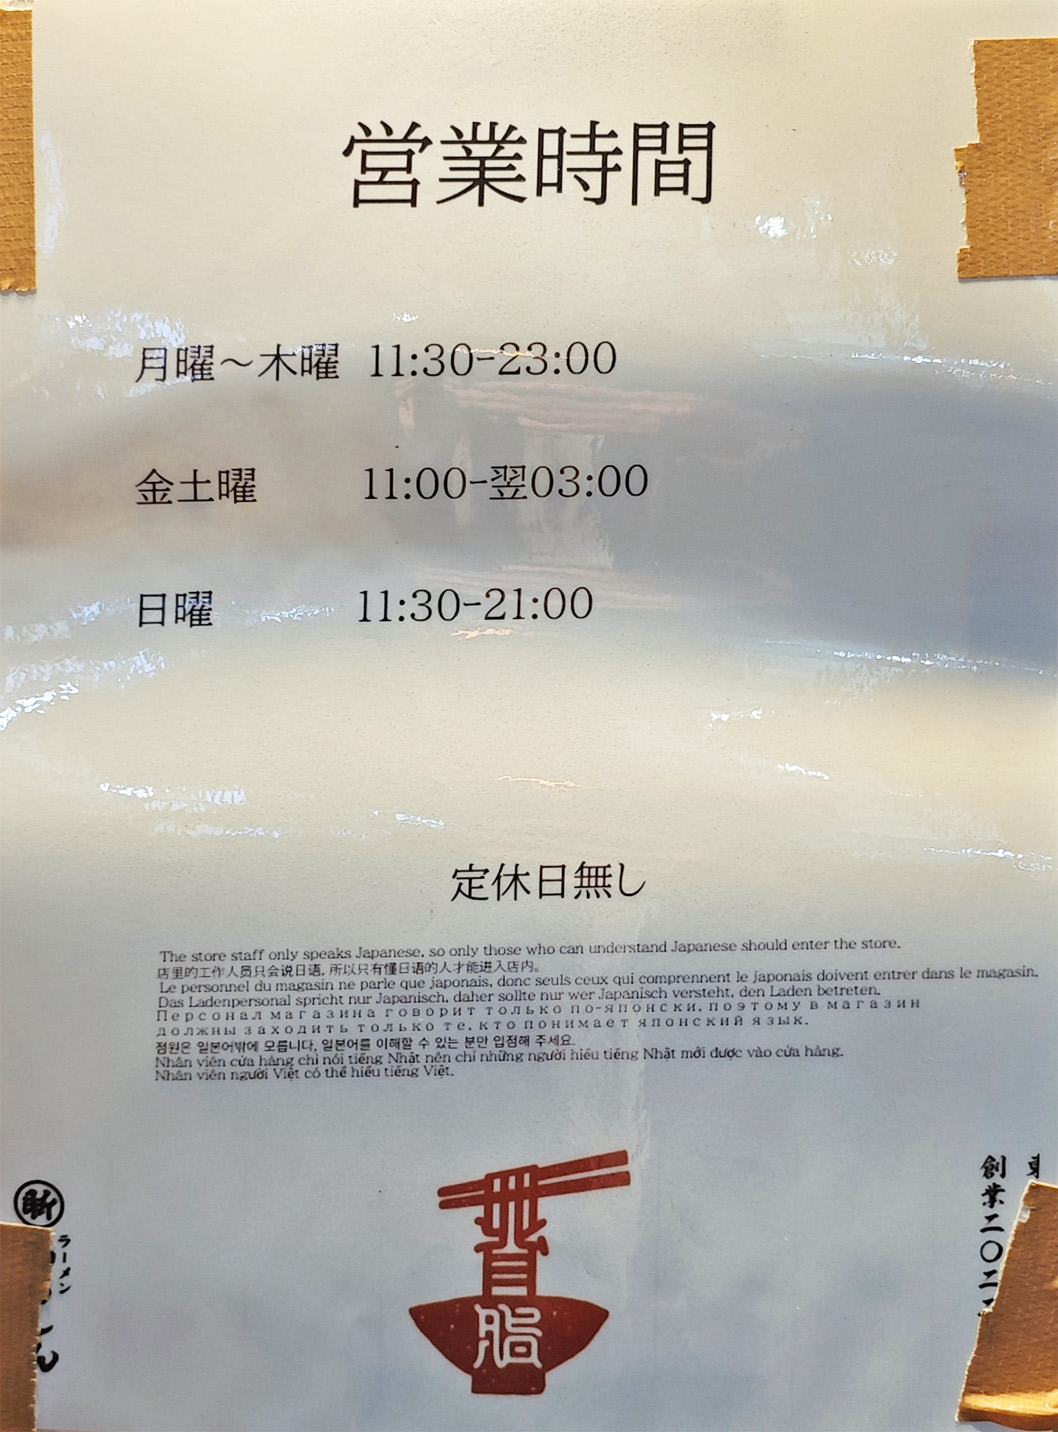 営業時間
月曜～木曜 11:30-23:00
金土曜 11:00-翌03:00
日曜 11:30-21:00
定休日無し
The store staff only speaks Japanese, so only those who can understand Japanese should enter the store.
店里的工作人员只会说日语, 所以只有懂日语的人才能进入店内。
Le personnel du magasin ne parle que japonais, donc seuls ceux qui comprennent le japonais doivent entrer dans le magasin.
Das Ladenpersonal spricht nur Japanisch, daher sollte nur wer Japanisch versteht, den Laden betreten.
Персонал магазина говорит только по-японски, поэтому в магазин
должны заходить только те, кто понимает японский язык.
점원은 일본어밖에 모릅니다, 일본어를 이해할 수 있는 분만 입점해 주세요.
Nhân viên cửa hàng chỉ nói tiếng Nhật nên chỉ những người hiểu tiếng Nhật mới được vào cửa hàng.
Nhân viên người Việt có thể hiểu tiếng Việt.
脂
ラーメン
創業二〇二